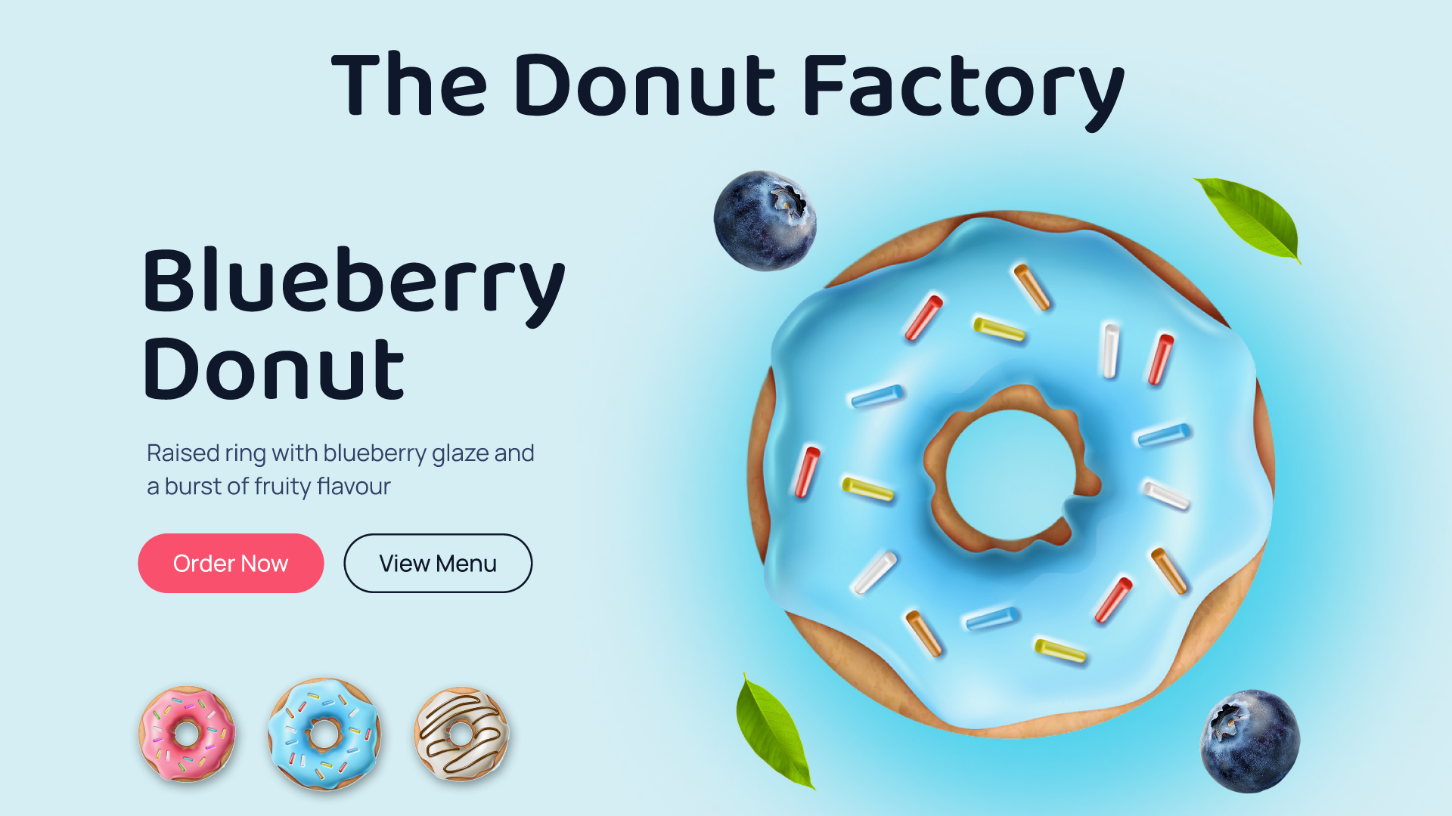 The Donut Factory
Blueberry
Donut
Raised ring with blueberry glaze and
a burst of fruity flavour
Order Now
View Menu